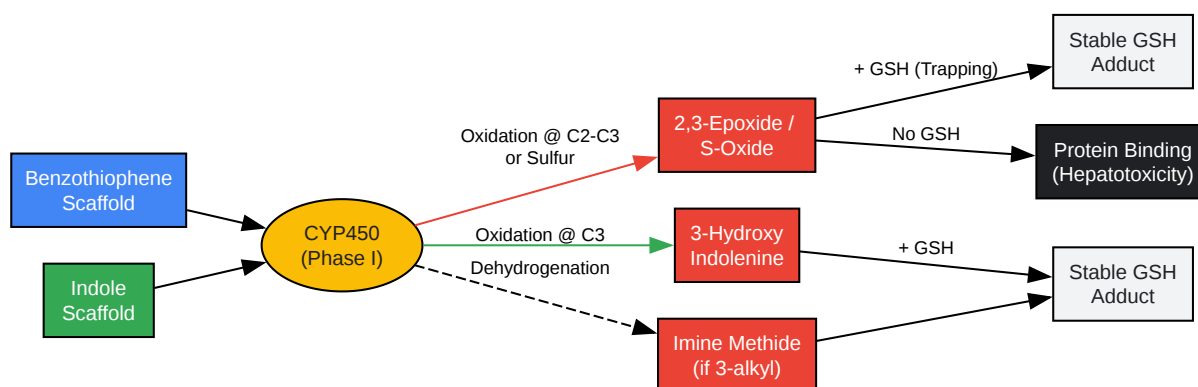 Benzothiophene
Scaffold
Indole
Scaffold
CYP450
(Phase I)
Oxidation @ C2-C3
or Sulfur
Oxidation @ C3
Dehydrogenation
2,3-Epoxide /
S-Oxide
3-Hydroxy
Indolenine
Imine Methide
(if 3-alkyl)
+ GSH (Trapping)
No GSH
+ GSH
Stable GSH
Adduct
Protein Binding
(Hepatotoxicity)
Stable GSH
Adduct